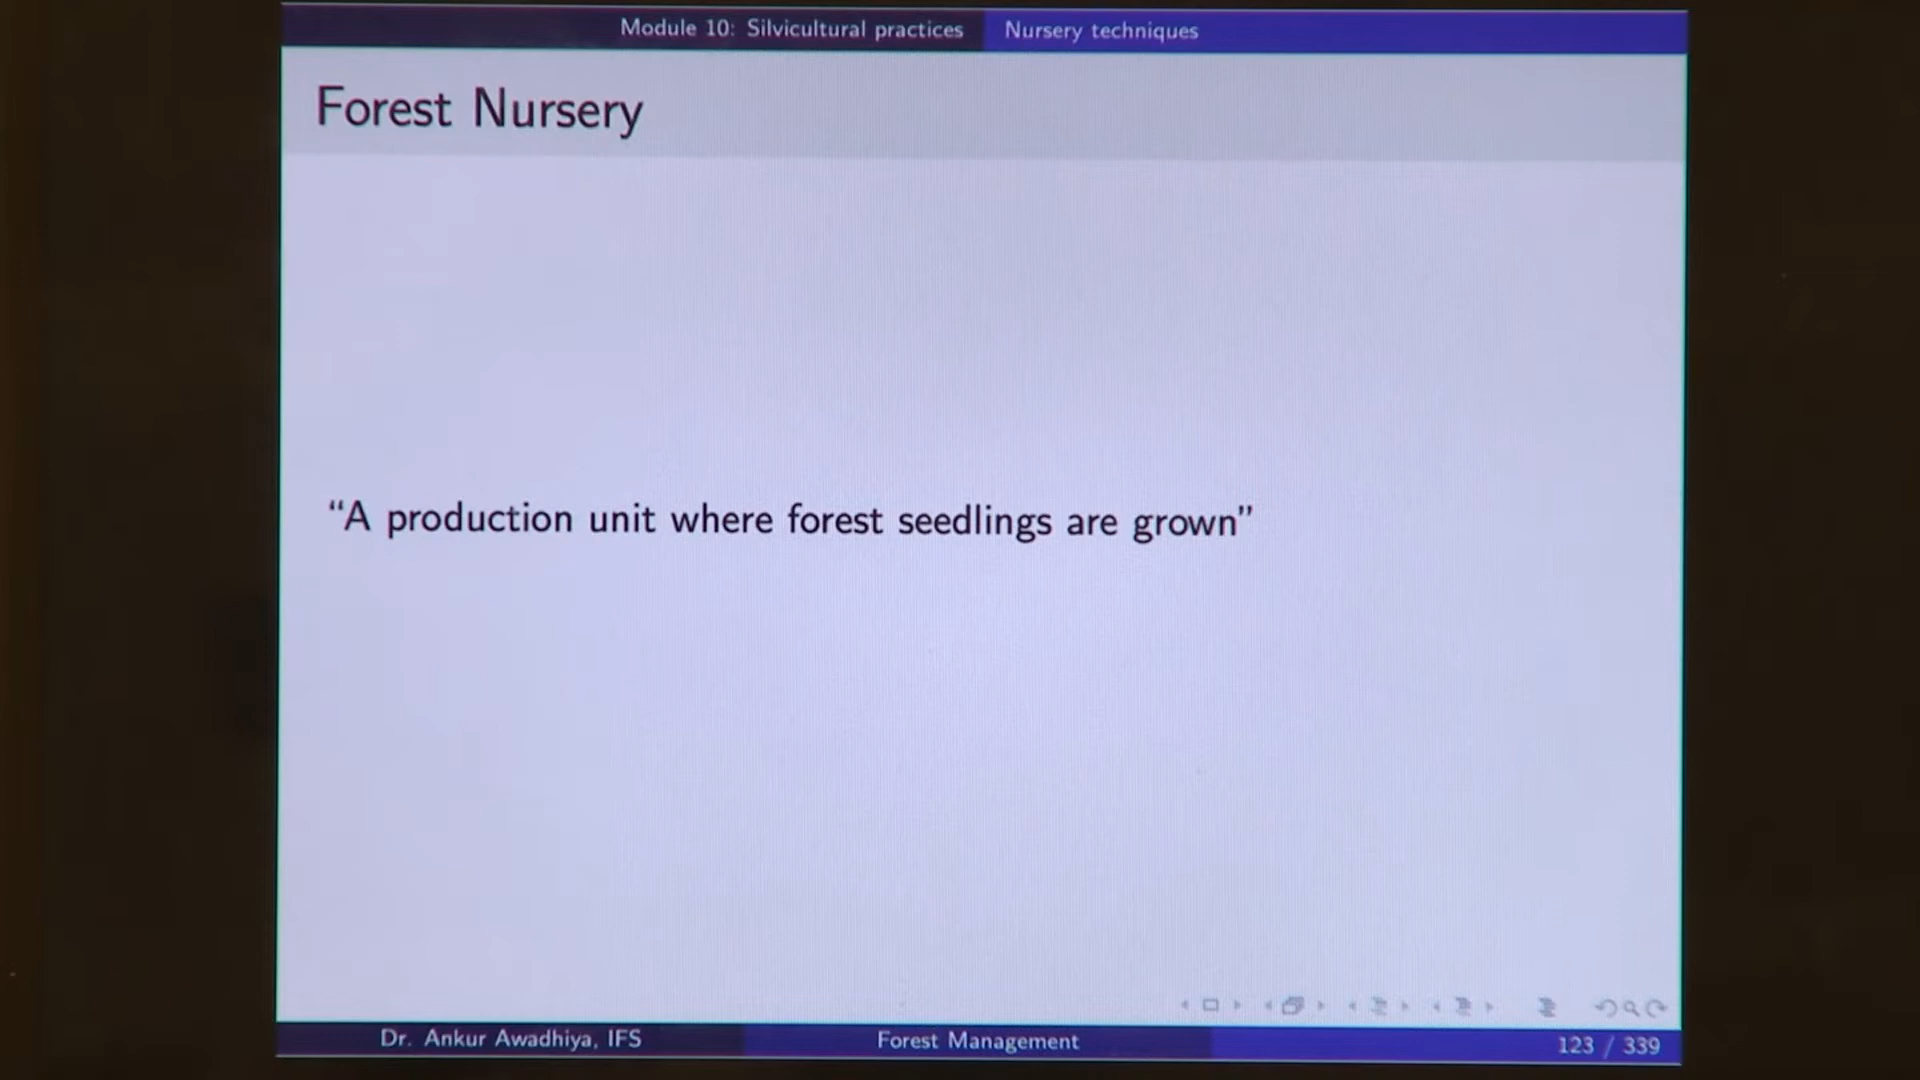 Module 10: Silvicultural practices Nursery techniques
Forest Nursery
“A production unit where forest seedlings are grown”
Dr. Ankur Awadhiya, IFS Forest Management 123 / 339